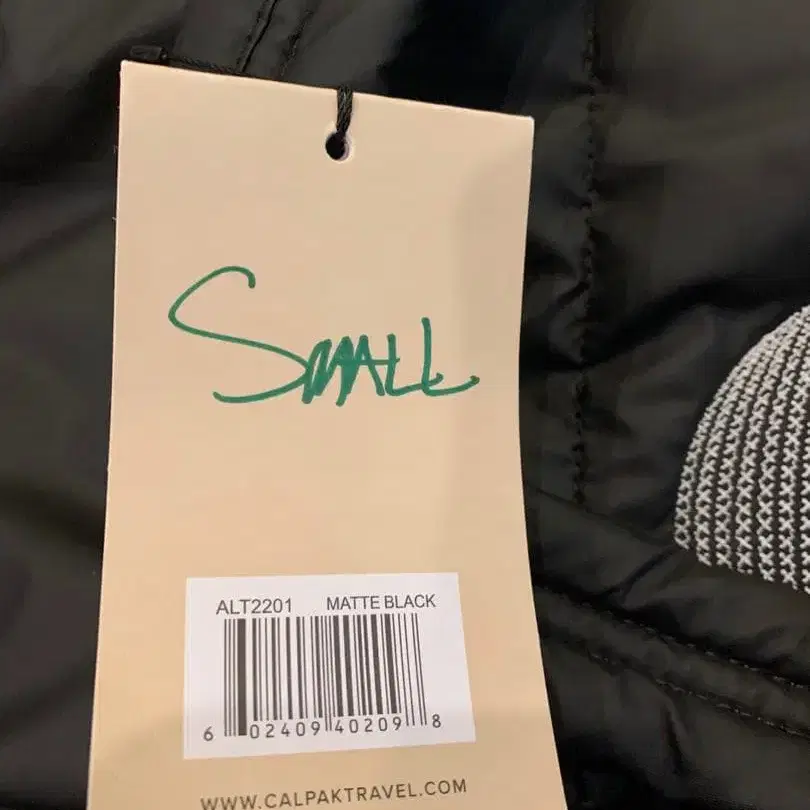 SMALL
ALT2201 MATTE BLACK
6 02409 40209 8
WWW.CALPAKTRAVEL.COM